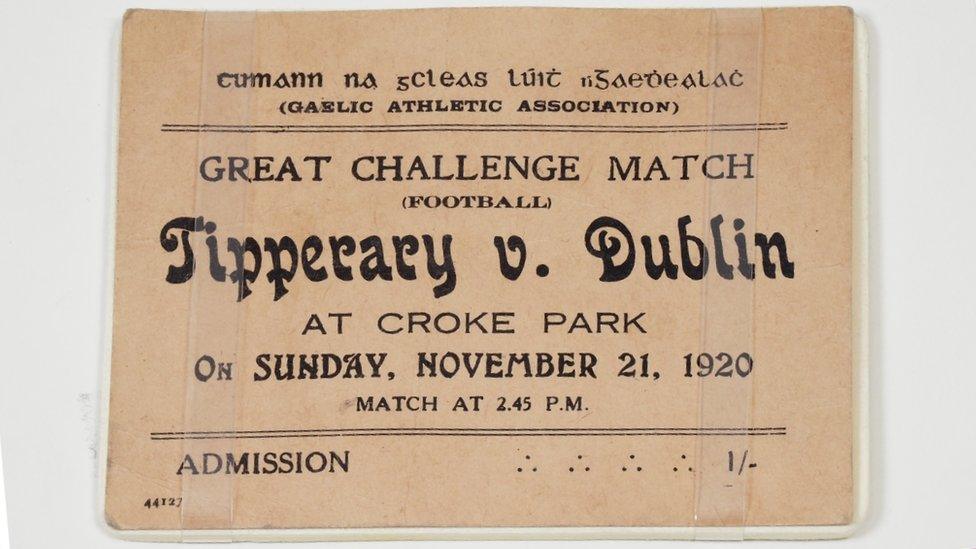 cumann na gcleas lúiṫ nGaeḋealaċ
(GAELIC ATHLETIC ASSOCIATION)
GREAT CHALLENGE MATCH
(FOOTBALL)
Tipperary v. Dublin
AT CROKE PARK
On SUNDAY, NOVEMBER 21, 1920
MATCH AT 2.45 P.M.
ADMISSION ∴ ∴ ∴ ∴ 1/-
44127